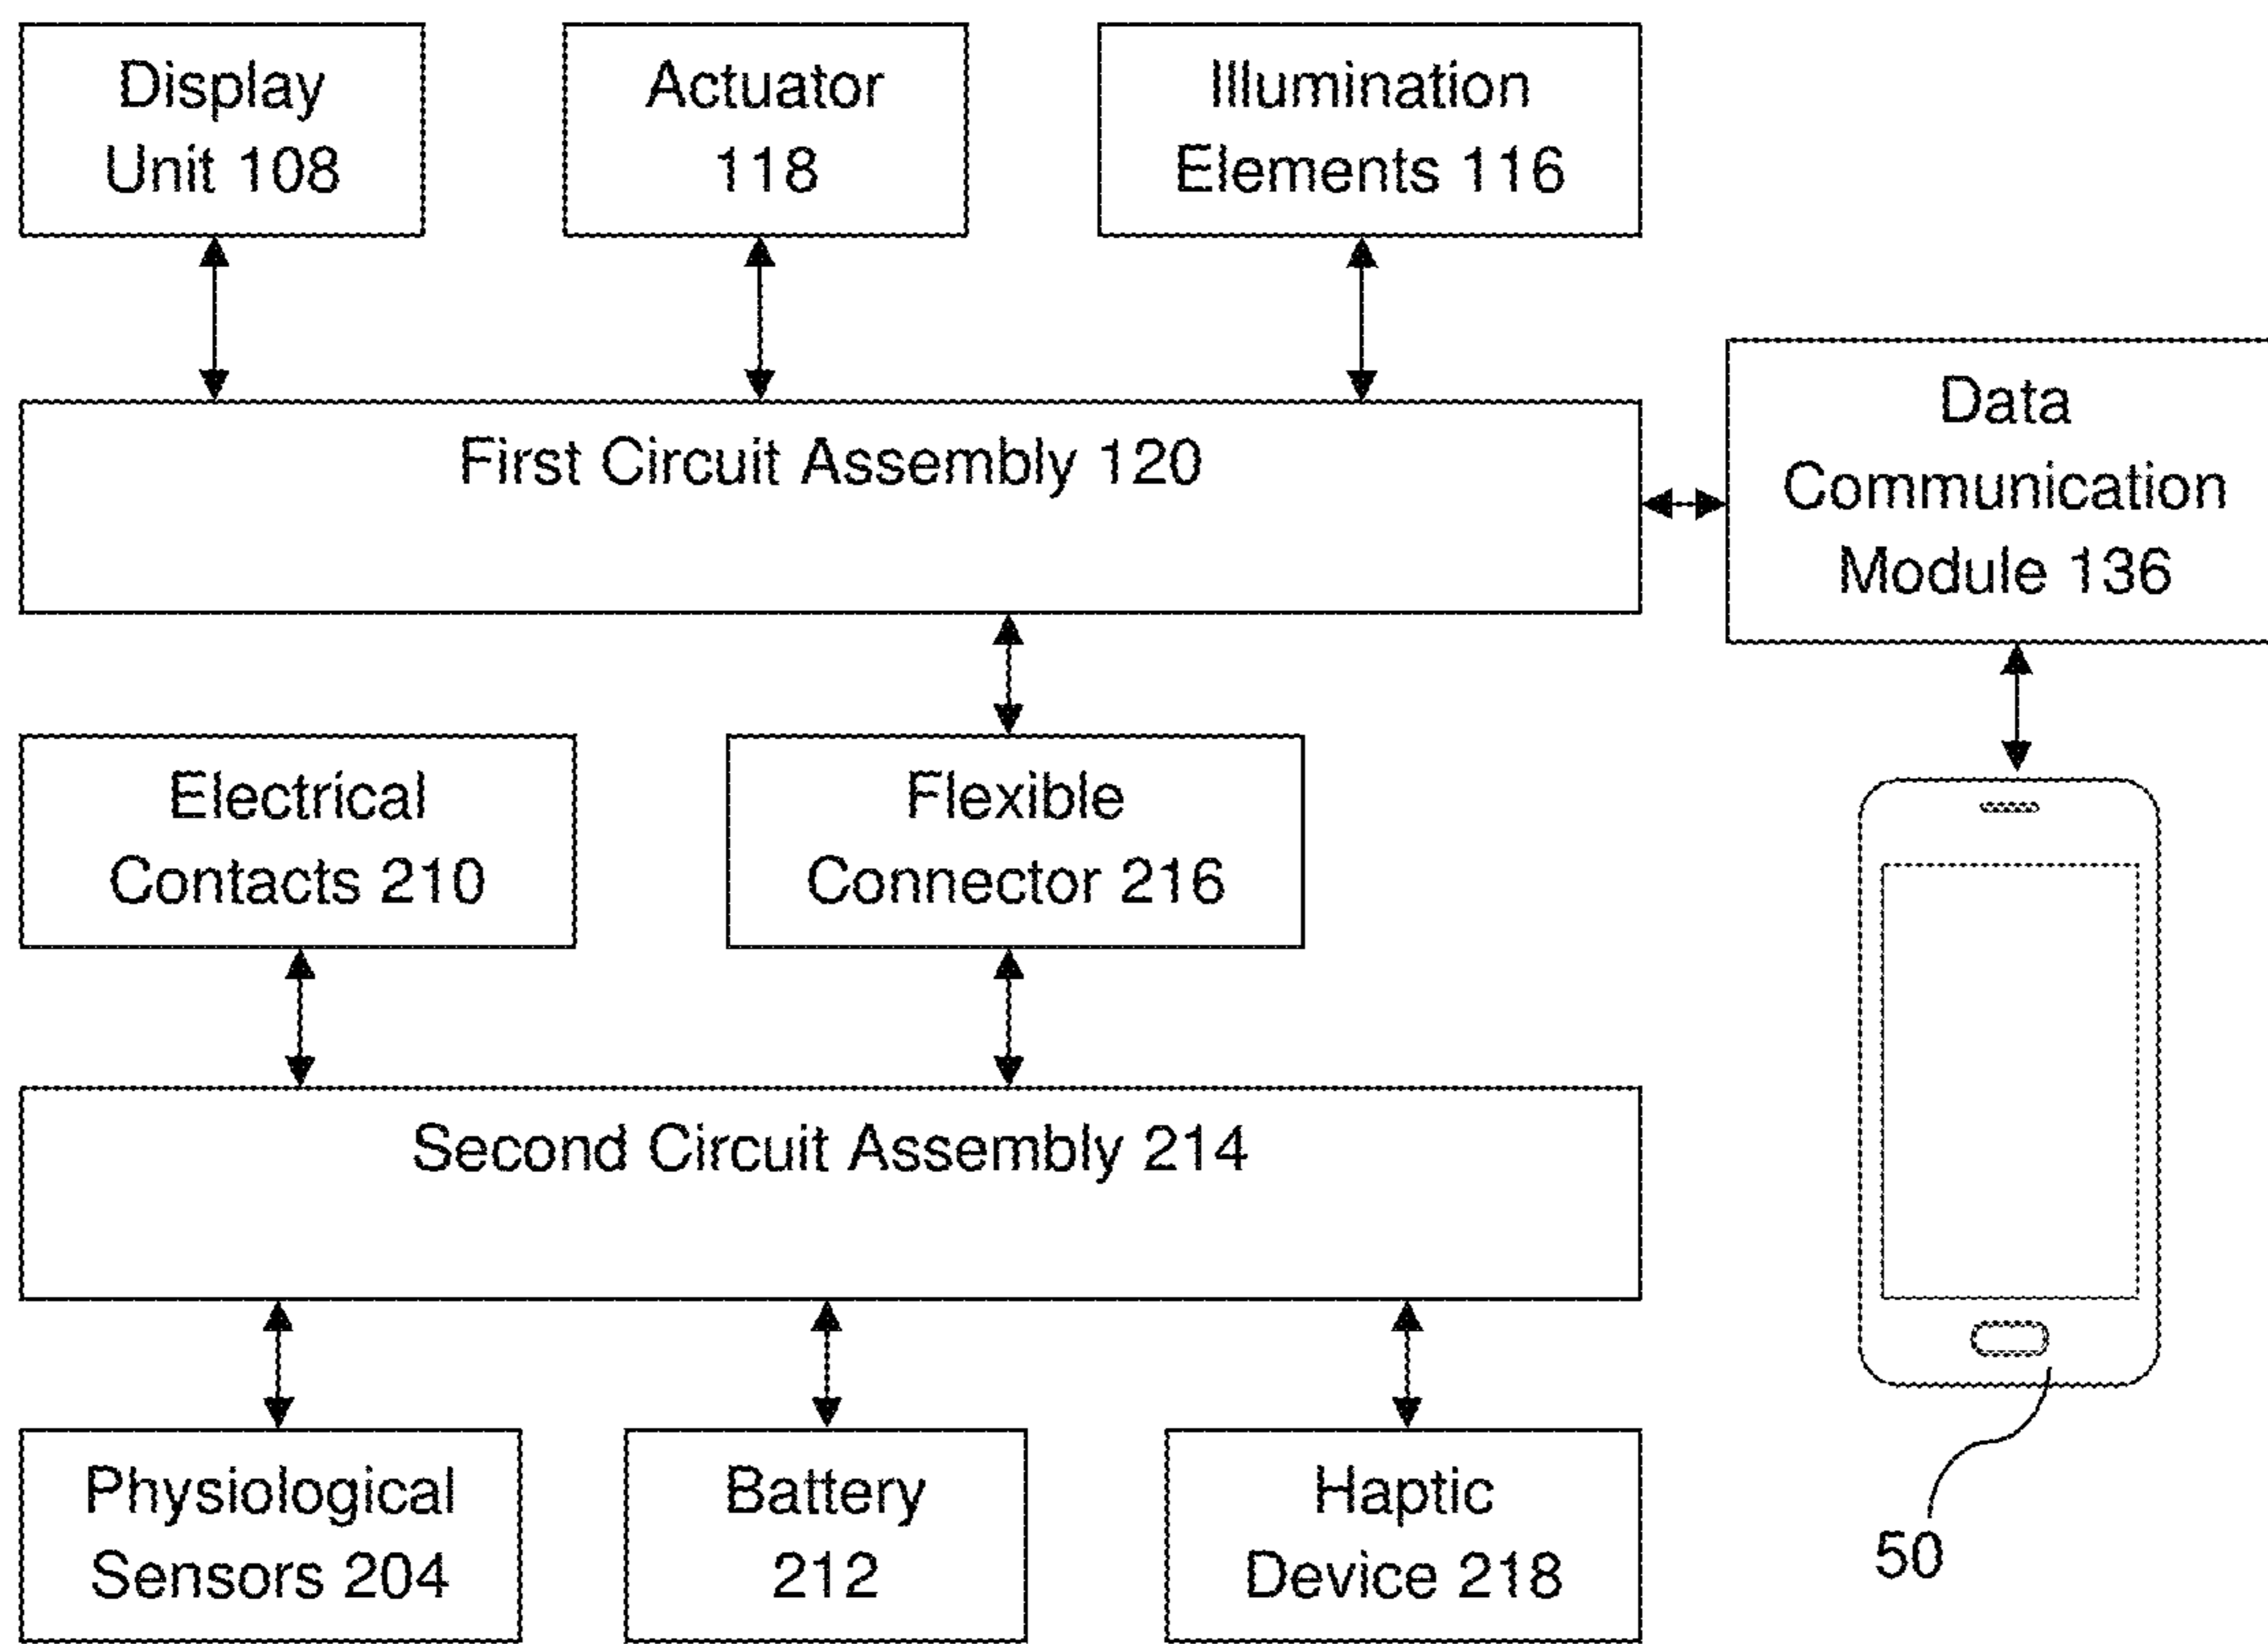 Display
Unit 108
Actuator
118
Illumination
Elements 116
First Circuit Assembly 120
Data
Communication
Module 136
Electrical
Contacts 210
Flexible
Connector 216
Second Circuit Assembly 214
Physiological
Sensors 204
Battery
212
Haptic
Device 218
50